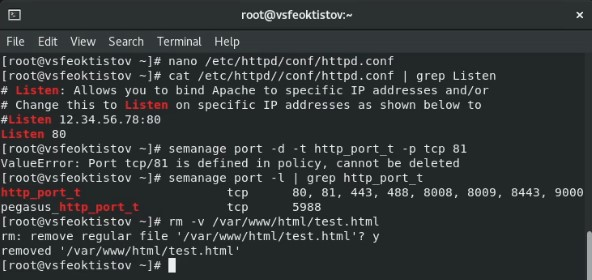 root@vsfeoktistov:~
File Edit View Search Terminal Help
[root@vsfeoktistov ~]# nano /etc/httpd/conf/httpd.conf
[root@vsfeoktistov ~]# cat /etc/httpd//conf/httpd.conf | grep Listen
# Listen: Allows you to bind Apache to specific IP addresses and/or
# Change this to Listen on specific IP addresses as shown below to
#Listen 12.34.56.78:80
Listen 80
[root@vsfeoktistov ~]# semanage port -d -t http_port_t -p tcp 81
ValueError: Port tcp/81 is defined in policy, cannot be deleted
[root@vsfeoktistov ~]# semanage port -l | grep http_port_t
http_port_t tcp 80, 81, 443, 488, 8008, 8009, 8443, 9000
pegasus_http_port_t tcp 5988
[root@vsfeoktistov ~]# rm -v /var/www/html/test.html
rm: remove regular file '/var/www/html/test.html'? y
removed '/var/www/html/test.html'
[root@vsfeoktistov ~]#